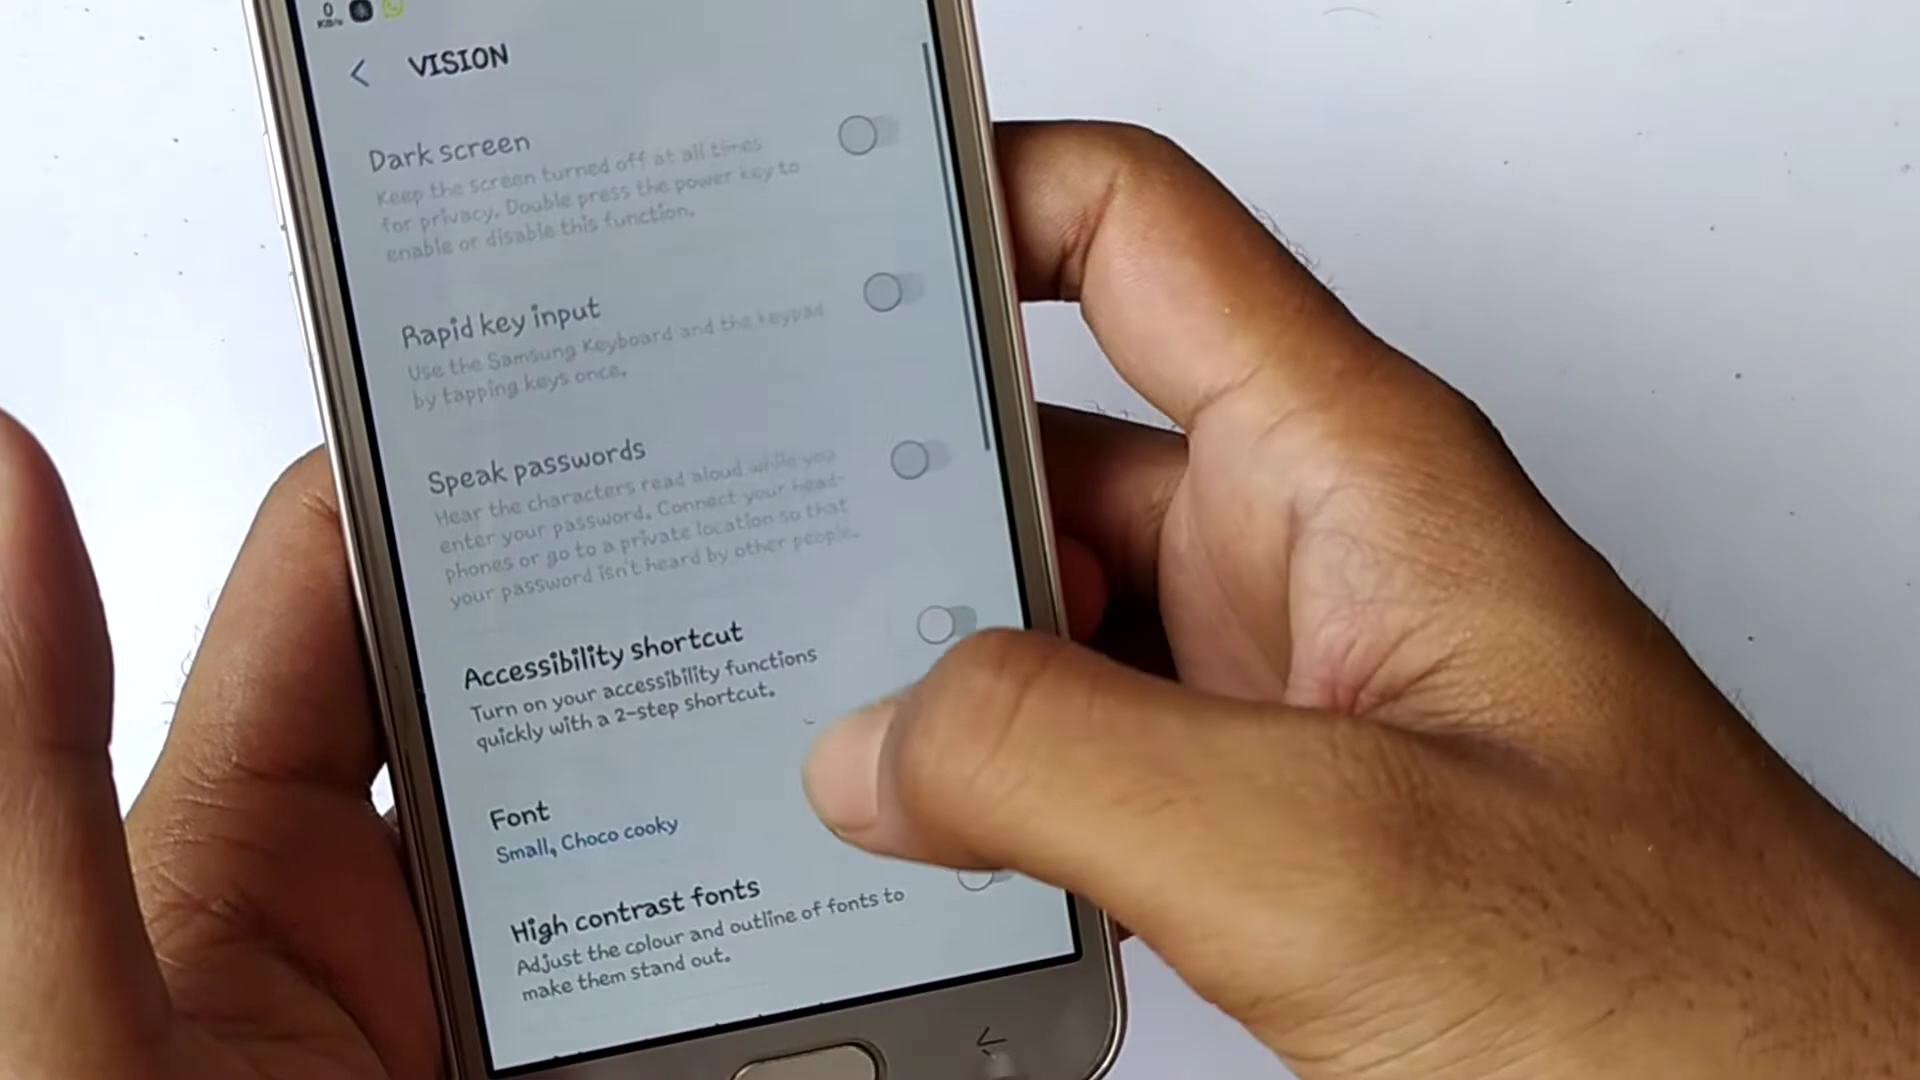 0
KB/s
VISION
Dark screen
Keep the screen turned off at all times
for privacy. Double press the power key to
enable or disable this function.
Rapid key input
Use the Samsung Keyboard and the keypad
by tapping keys once.
Speak passwords
Hear the characters read aloud while you
enter your password. Connect your head-
phones or go to a private location so that
your password isn't heard by other people.
Accessibility shortcut
Turn on your accessibility functions
quickly with a 2-step shortcut.
Font
Small, Choco cooky
High contrast fonts
Adjust the colour and outline of fonts to
make them stand out.